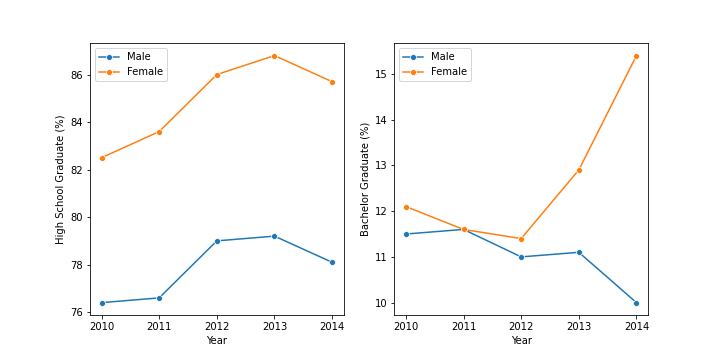 Male
Female
High School Graduate (%)
86
84
82
80
78
76
2010 2011 2012 2013 2014
Year
Male
Female
Bachelor Graduate (%)
15
14
13
12
11
10
2010 2011 2012 2013 2014
Year